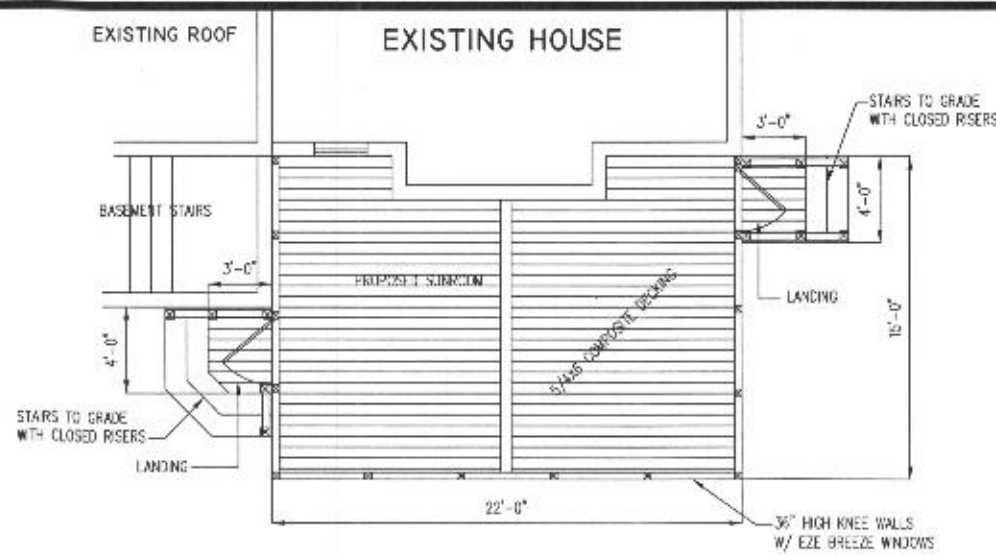 EXISTING ROOF
EXISTING HOUSE
STAIRS TO GRADE
WITH CLOSED RISERS
3'-0"
4'-0"
BASEMENT STAIRS
3'-0"
PROPOSED SUNROOM
5/4x6 COMPOSITE DECKING
LANDING
15'-0"
4'-0"
STAIRS TO GRADE
WITH CLOSED RISERS
LANDING
22'-0"
36" HIGH KNEE WALLS
W/ EZE BREEZE WINDOWS